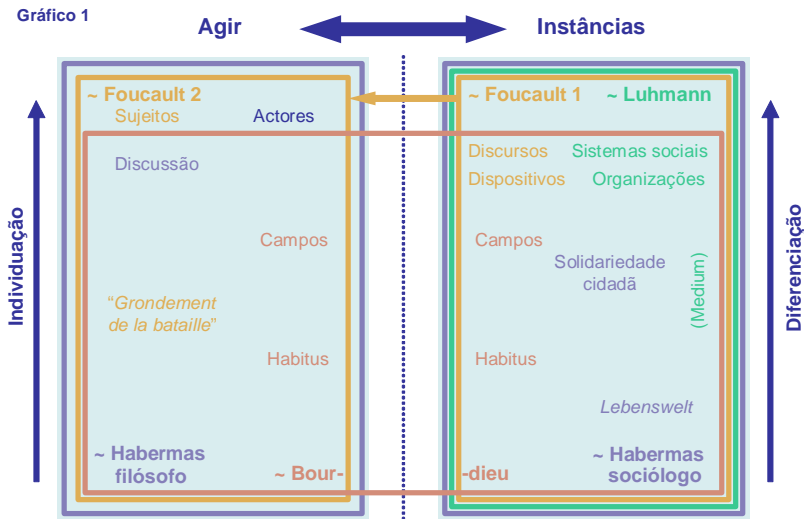 Gráfico 1
Agir
Instâncias
~ Foucault 2
Sujeitos
Actores
Discussão
Campos
“Grondement
de la bataille”
Habitus
~ Habermas
filósofo
~ Bour-
~ Foucault 1
~ Luhmann
Discursos
Sistemas sociais
Dispositivos
Organizações
Campos
Solidariedade
cidadã
(Medium)
Habitus
Lebenswelt
-dieu
~ Habermas
sociólogo
Individuação
Diferenciação